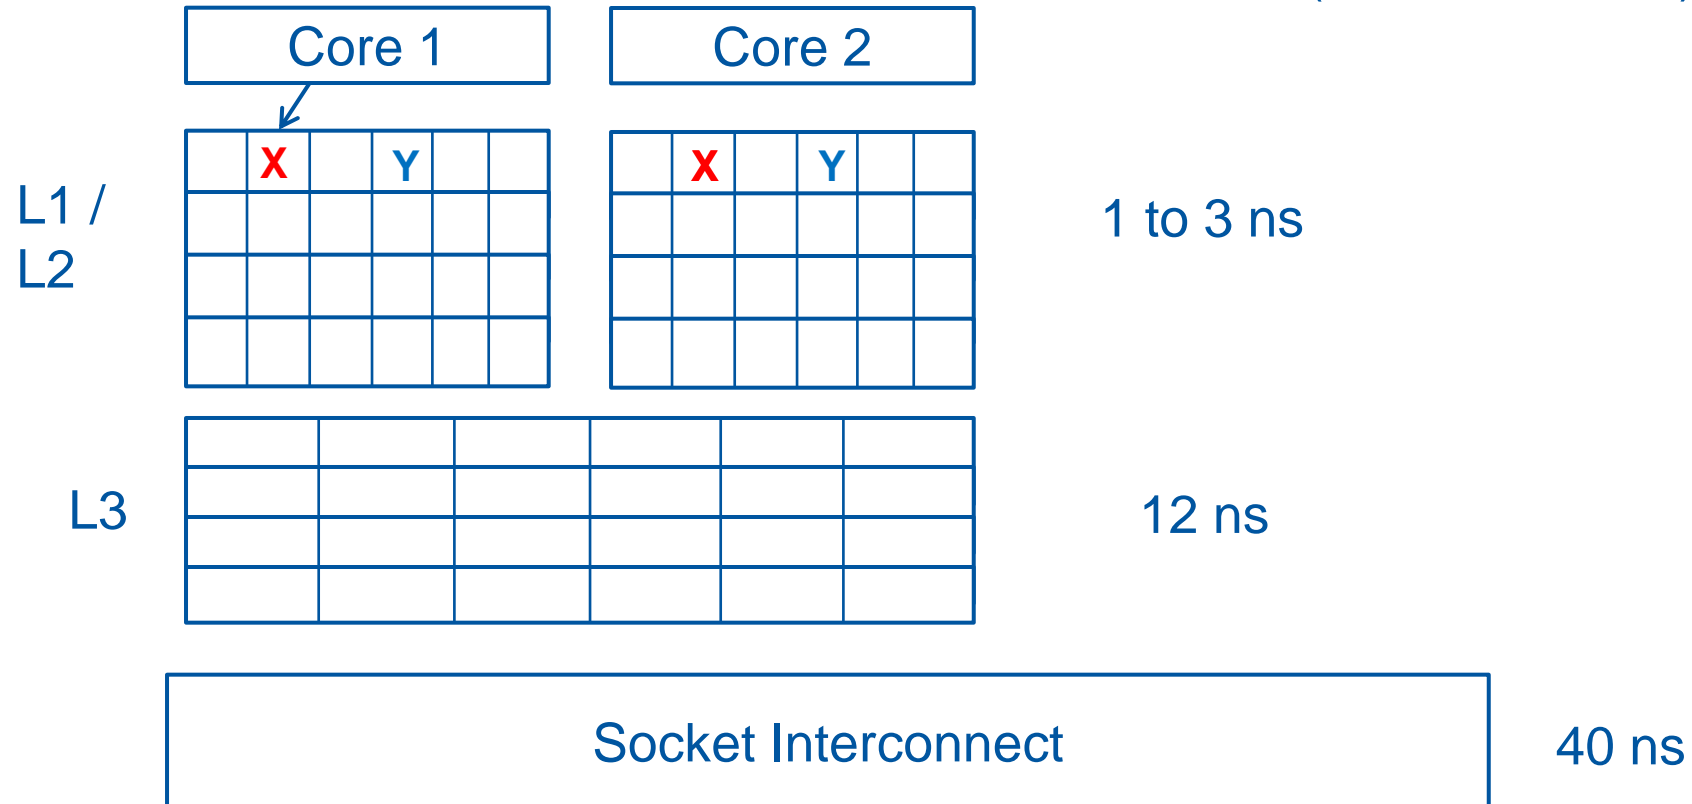 Core 1
Core 2
X
Y
X
Y
L1 /
L2
1 to 3 ns
L3
12 ns
Socket Interconnect
40 ns